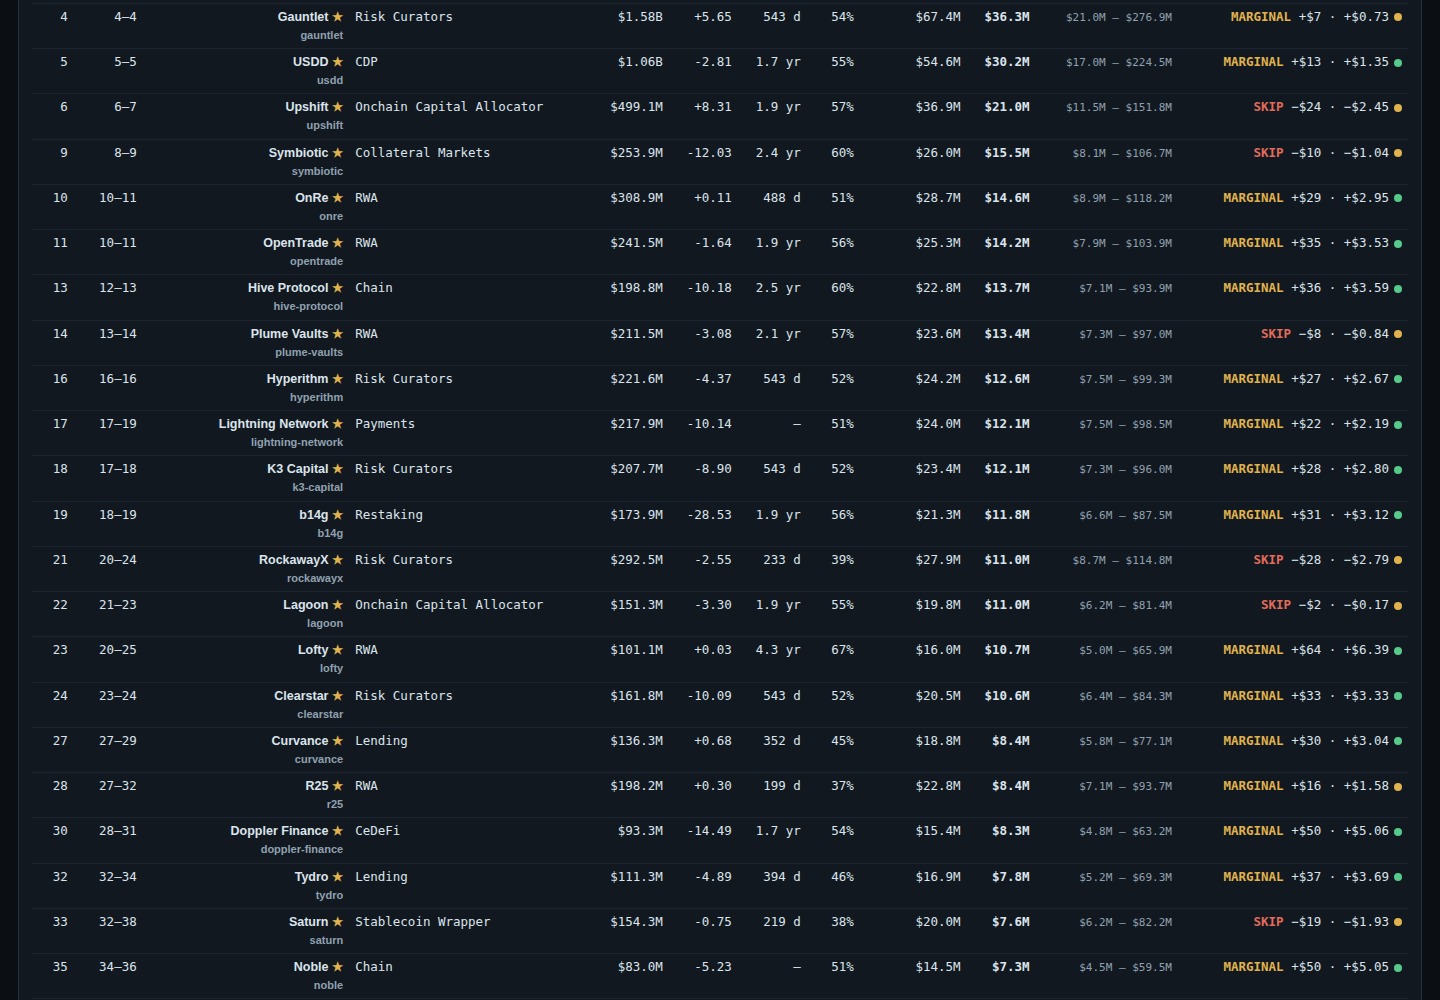 4 4–4 Gauntlet ★ Risk Curators $1.58B +5.65 543 d 54% $67.4M $36.3M $21.0M – $276.9M MARGINAL +$7 · +$0.73
gauntlet
5 5–5 USDD ★ CDP $1.06B -2.81 1.7 yr 55% $54.6M $30.2M $17.0M – $224.5M MARGINAL +$13 · +$1.35
usdd
6 6–7 Upshift ★ Onchain Capital Allocator $499.1M +8.31 1.9 yr 57% $36.9M $21.0M $11.5M – $151.8M SKIP −$24 · −$2.45
upshift
9 8–9 Symbiotic ★ Collateral Markets $253.9M -12.03 2.4 yr 60% $26.0M $15.5M $8.1M – $106.7M SKIP −$10 · −$1.04
symbiotic
10 10–11 OnRe ★ RWA $308.9M +0.11 488 d 51% $28.7M $14.6M $8.9M – $118.2M MARGINAL +$29 · +$2.95
onre
11 10–11 OpenTrade ★ RWA $241.5M -1.64 1.9 yr 56% $25.3M $14.2M $7.9M – $103.9M MARGINAL +$35 · +$3.53
opentrade
13 12–13 Hive Protocol ★ Chain $198.8M -10.18 2.5 yr 60% $22.8M $13.7M $7.1M – $93.9M MARGINAL +$36 · +$3.59
hive-protocol
14 13–14 Plume Vaults ★ RWA $211.5M -3.08 2.1 yr 57% $23.6M $13.4M $7.3M – $97.0M SKIP −$8 · −$0.84
plume-vaults
16 16–16 Hyperithm ★ Risk Curators $221.6M -4.37 543 d 52% $24.2M $12.6M $7.5M – $99.3M MARGINAL +$27 · +$2.67
hyperithm
17 17–19 Lightning Network ★ Payments $217.9M -10.14 – 51% $24.0M $12.1M $7.5M – $98.5M MARGINAL +$22 · +$2.19
lightning-network
18 17–18 K3 Capital ★ Risk Curators $207.7M -8.90 543 d 52% $23.4M $12.1M $7.3M – $96.0M MARGINAL +$28 · +$2.80
k3-capital
19 18–19 b14g ★ Restaking $173.9M -28.53 1.9 yr 56% $21.3M $11.8M $6.6M – $87.5M MARGINAL +$31 · +$3.12
b14g
21 20–24 RockawayX ★ Risk Curators $292.5M -2.55 233 d 39% $27.9M $11.0M $8.7M – $114.8M SKIP −$28 · −$2.79
rockawayx
22 21–23 Lagoon ★ Onchain Capital Allocator $151.3M -3.30 1.9 yr 55% $19.8M $11.0M $6.2M – $81.4M SKIP −$2 · −$0.17
lagoon
23 20–25 Lofty ★ RWA $101.1M +0.03 4.3 yr 67% $16.0M $10.7M $5.0M – $65.9M MARGINAL +$64 · +$6.39
lofty
24 23–24 Clearstar ★ Risk Curators $161.8M -10.09 543 d 52% $20.5M $10.6M $6.4M – $84.3M MARGINAL +$33 · +$3.33
clearstar
27 27–29 Curvance ★ Lending $136.3M +0.68 352 d 45% $18.8M $8.4M $5.8M – $77.1M MARGINAL +$30 · +$3.04
curvance
28 27–32 R25 ★ RWA $198.2M +0.30 199 d 37% $22.8M $8.4M $7.1M – $93.7M MARGINAL +$16 · +$1.58
r25
30 28–31 Doppler Finance ★ CeDeFi $93.3M -14.49 1.7 yr 54% $15.4M $8.3M $4.8M – $63.2M MARGINAL +$50 · +$5.06
doppler-finance
32 32–34 Tydro ★ Lending $111.3M -4.89 394 d 46% $16.9M $7.8M $5.2M – $69.3M MARGINAL +$37 · +$3.69
tydro
33 32–38 Saturn ★ Stablecoin Wrapper $154.3M -0.75 219 d 38% $20.0M $7.6M $6.2M – $82.2M SKIP −$19 · −$1.93
saturn
35 34–36 Noble ★ Chain $83.0M -5.23 – 51% $14.5M $7.3M $4.5M – $59.5M MARGINAL +$50 · +$5.05
noble